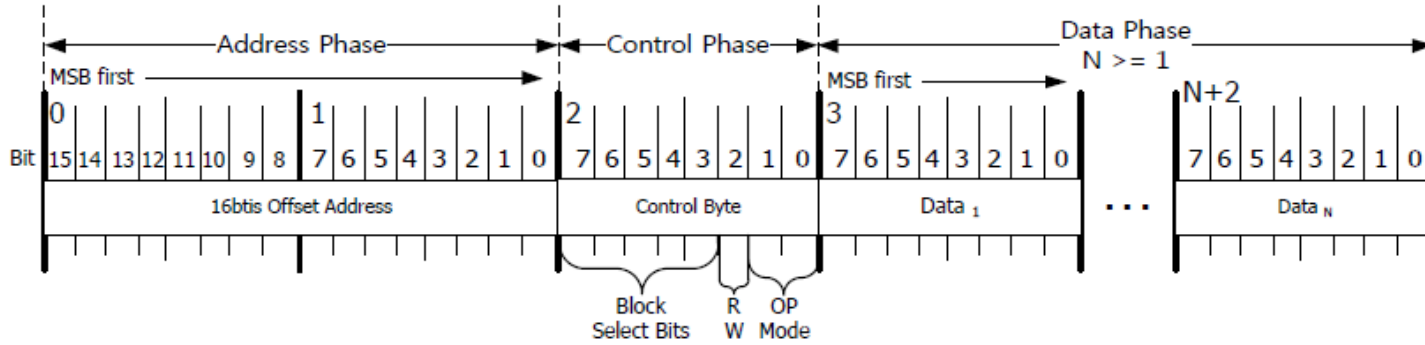 Address Phase Control Phase Data Phase
N >= 1
MSB first MSB first
0 1 2 3 N+2
Bit 15 14 13 12 11 10 9 8 7 6 5 4 3 2 1 0 7 6 5 4 3 2 1 0 7 6 5 4 3 2 1 0 7 6 5 4 3 2 1 0
16btis Offset Address Control Byte Data 1 ... Data N
Block R OP
Select Bits W Mode